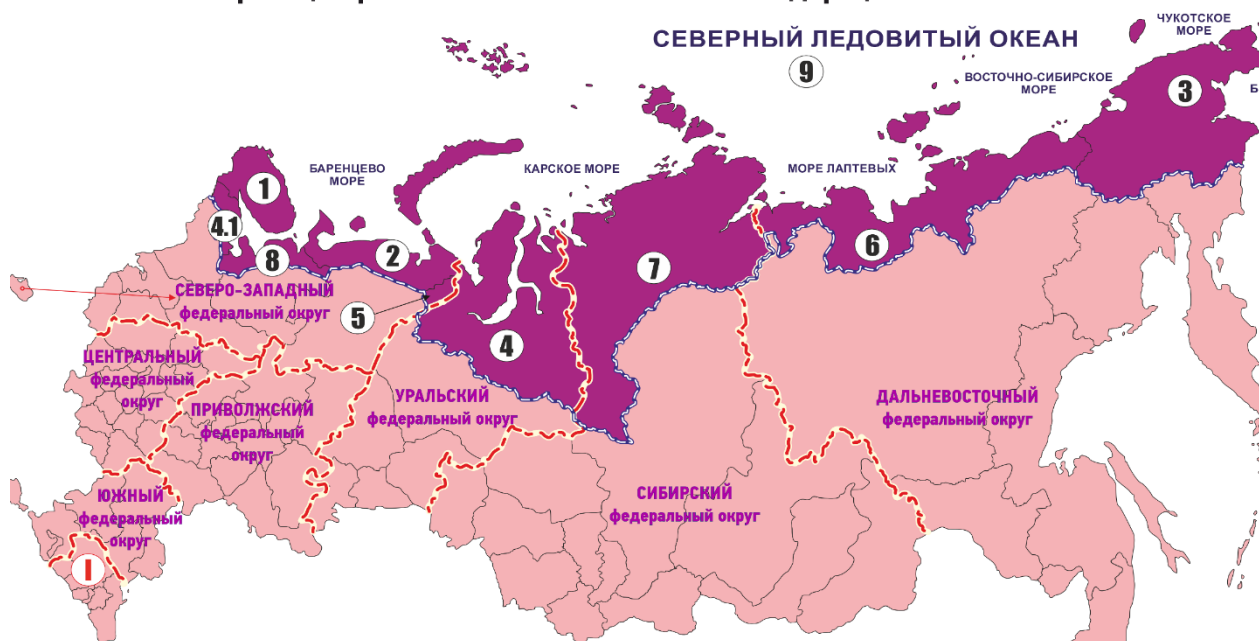 СЕВЕРНЫЙ ЛЕДОВИТЫЙ ОКЕАН
9
ЧУКОТСКОЕ
МОРЕ
ВОСТОЧНО-СИБИРСКОЕ
МОРЕ
3
Б
БАРЕНЦЕВО
МОРЕ
КАРСКОЕ МОРЕ
МОРЕ ЛАПТЕВЫХ
1
4.1
8
2
7
6
5
4
СЕВЕРО-ЗАПАДНЫЙ
федеральный округ
ЦЕНТРАЛЬНЫЙ
федеральный
округ
ПРИВОЛЖСКИЙ
федеральный
округ
УРАЛЬСКИЙ
федеральный округ
ДАЛЬНЕВОСТОЧНЫЙ
федеральный округ
СИБИРСКИЙ
федеральный округ
ЮЖНЫЙ
федеральный
округ
I